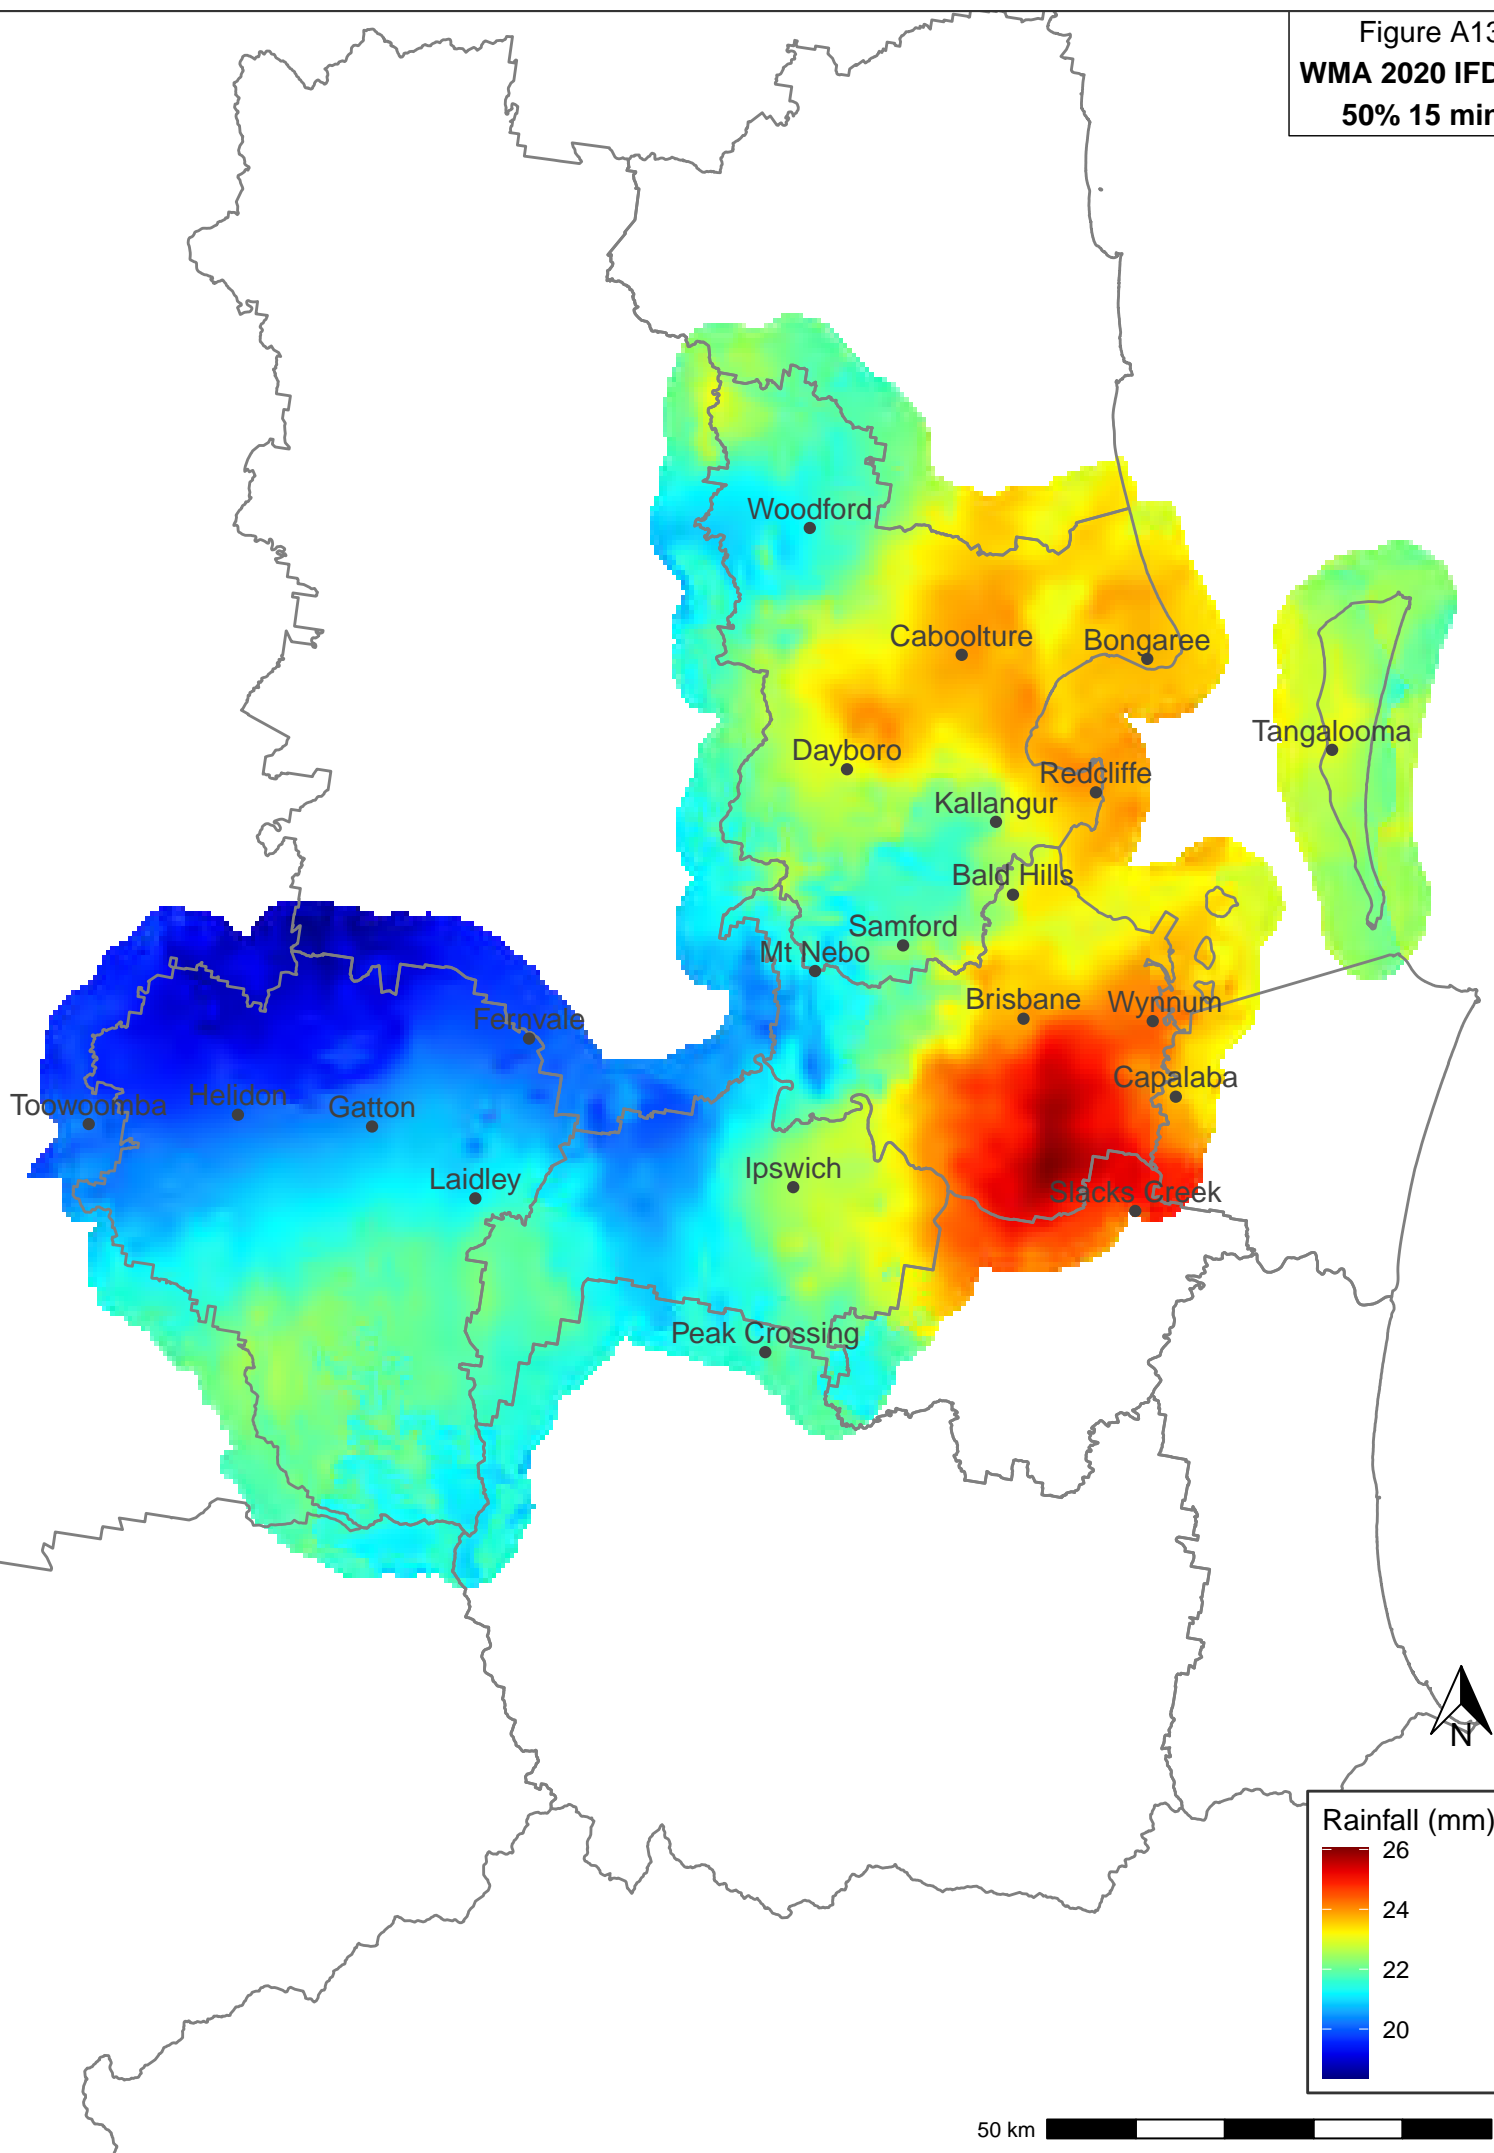 Figure A13
WMA 2020 IFD
50% 15 min
Woodford
Caboolture
Bongaree
Tangalooma
Dayboro
Redcliffe
Kallangur
Bald Hills
Samford
Mt Nebo
Brisbane
Wynnum
Fernvale
Capalaba
Toowoomba
Helidon
Gatton
Ipswich
Laidley
Slacks Creek
Peak Crossing
N
Rainfall (mm)
26
24
22
20
50 km